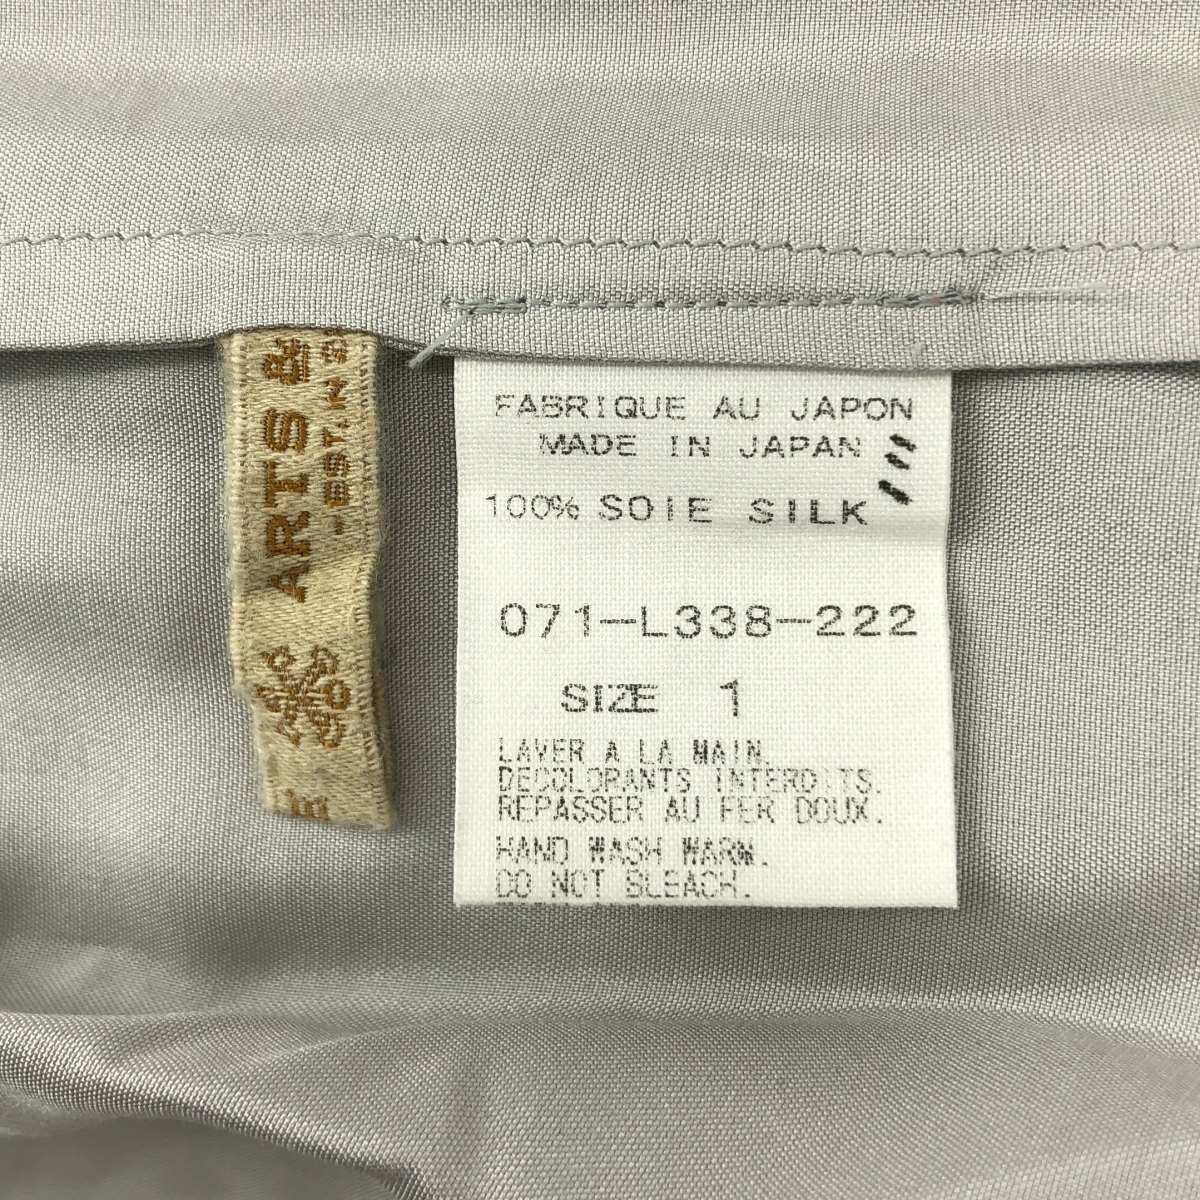 ARTS &
-EST. IN 2
E
FABRIQUE AU JAPON
MADE IN JAPAN
100% SOIE SILK
071-L338-222
SIZE 1
LAVER A LA MAIN.
DECOLORANTS INTERDITS.
REPASSER AU FER DOUX.
HAND WASH WARM.
DO NOT BLEACH.